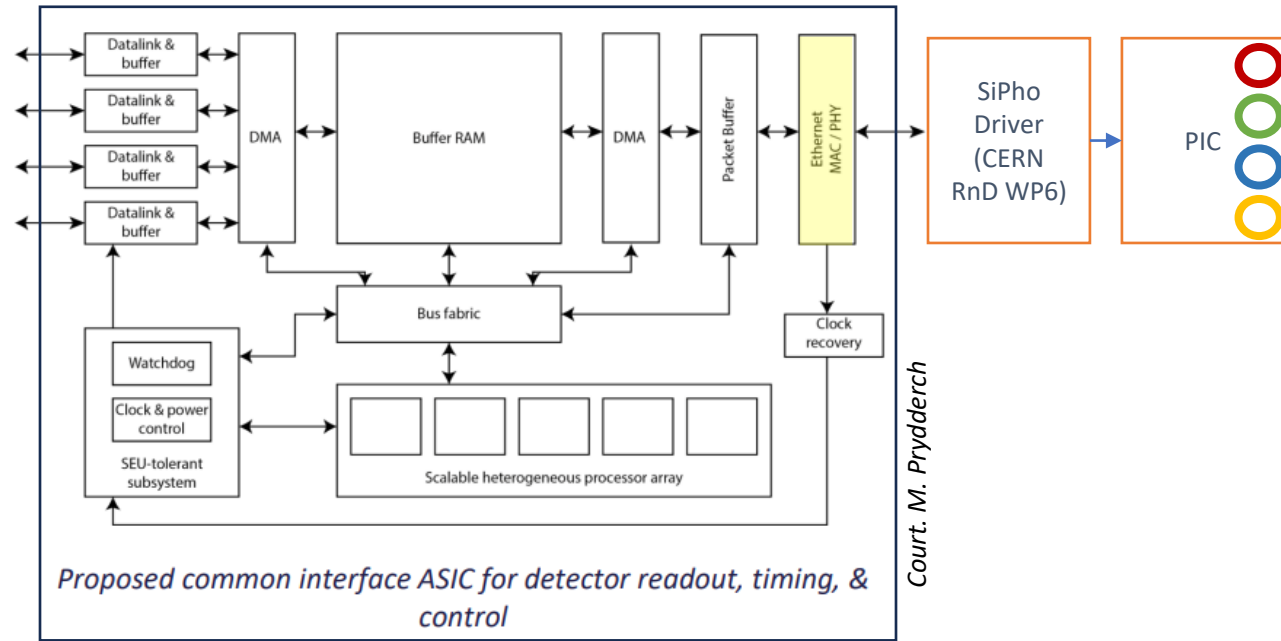 Datalink &
buffer
Datalink &
buffer
Datalink &
buffer
Datalink &
buffer
DMA
Buffer RAM
DMA
Packet Buffer
Ethernet
MAC / PHY
SiPho
Driver
(CERN
RnD WP6)
PIC
Bus fabric
Clock
recovery
Watchdog
Clock & power
control
SEU-tolerant
subsystem
Scalable heterogeneous processor array
Court. M. Prydderch
Proposed common interface ASIC for detector readout, timing, &
control